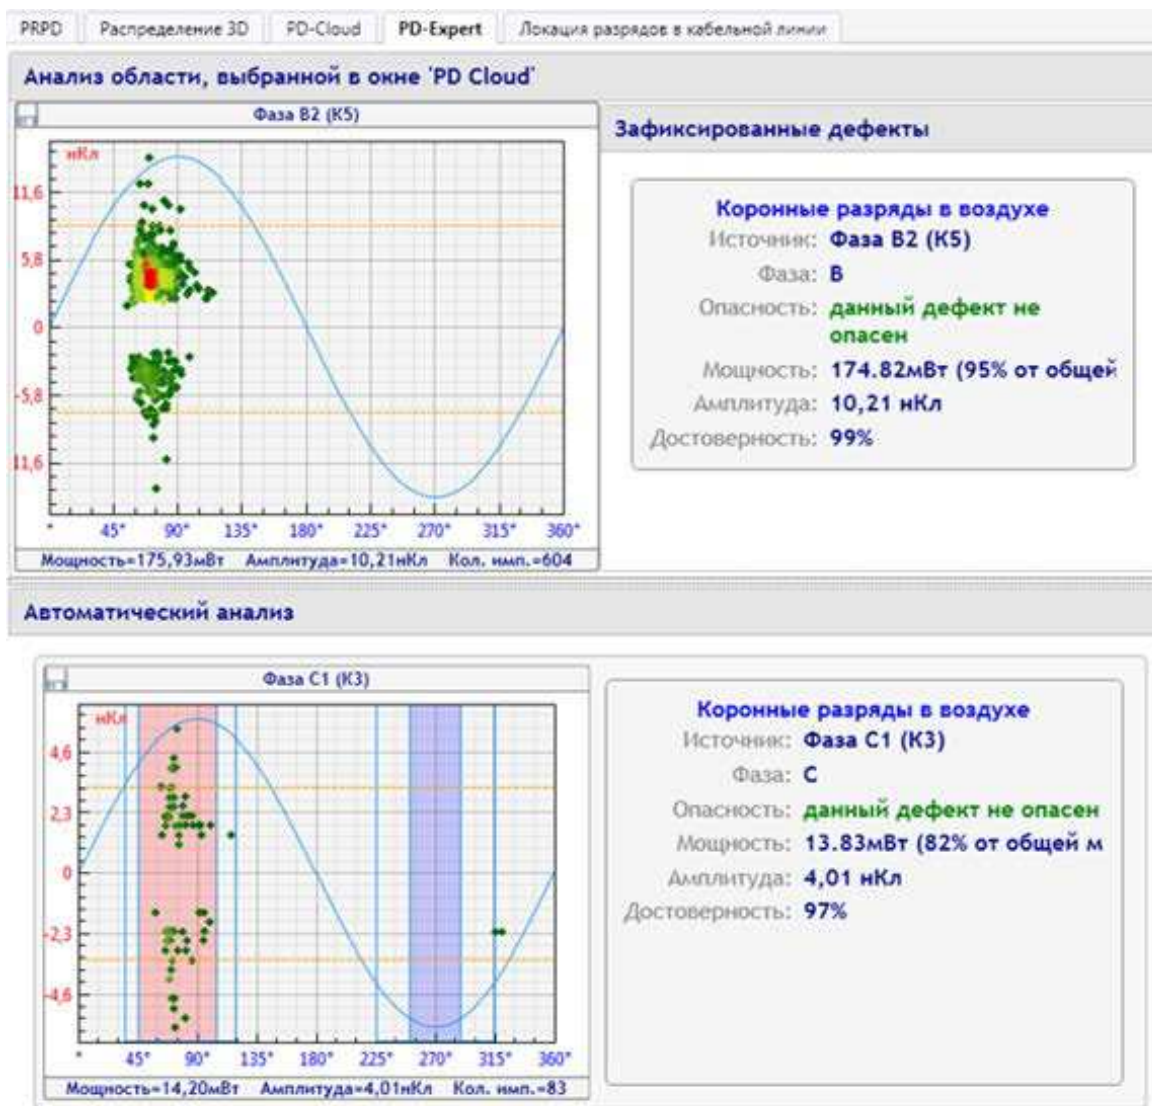 PRPD Распределение 3D PD-Cloud PD-Expert Локация разрядов в кабельной линии
Анализ области, выбранной в окне 'PD Cloud'
Фаза B2 (K5)
нКл
11,6
5,8
0
-5,8
11,6
° 45° 90° 135° 180° 225° 270° 315° 360°
Мощность=175,93мВт Амплитуда=10,21нКл Кол. имп.=604
Зафиксированные дефекты
Коронные разряды в воздухе
Источник: Фаза B2 (K5)
Фаза: B
Опасность: данный дефект не
опасен
Мощность: 174.82мВт (95% от общей
Амплитуда: 10,21 нКл
Достоверность: 99%
Автоматический анализ
Фаза C1 (K3)
нКл
4,6
2,3
0
-2,3
-4,6
° 45° 90° 135° 180° 225° 270° 315° 360°
Мощность=14,20мВт Амплитуда=4,01нКл Кол. имп.=83
Коронные разряды в воздухе
Источник: Фаза C1 (K3)
Фаза: C
Опасность: данный дефект не опасен
Мощность: 13.83мВт (82% от общей м
Амплитуда: 4,01 нКл
Достоверность: 97%